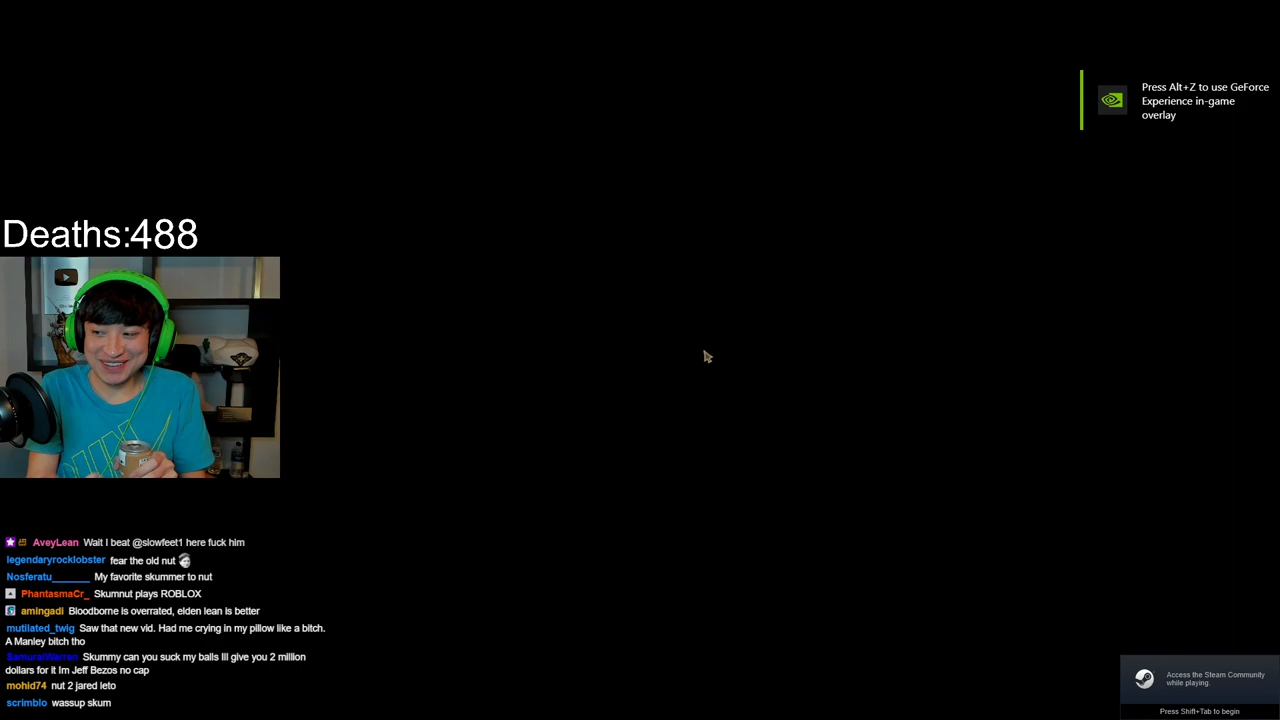 Press Alt+Z to use GeForce
Experience in-game
overlay
Deaths:488
AveyLean Wait I beat @slowfeet1 here fuck him
legendaryrocklobster fear the old nut
Nosferatu_______ My favorite skummer to nut
PhantasmaCr_ Skumnut plays ROBLOX
amingadi Bloodborne is overrated, elden lean is better
mutilated_twig Saw that new vid. Had me crying in my pillow like a bitch.
A Manley bitch tho
SamuraiWarren Skummy can you suck my balls Ill give you 2 million
dollars for it Im Jeff Bezos no cap
mohid74 nut 2 jared leto
scrimblo wassup skum
Access the Steam Community
while playing.
Press Shift+Tab to begin